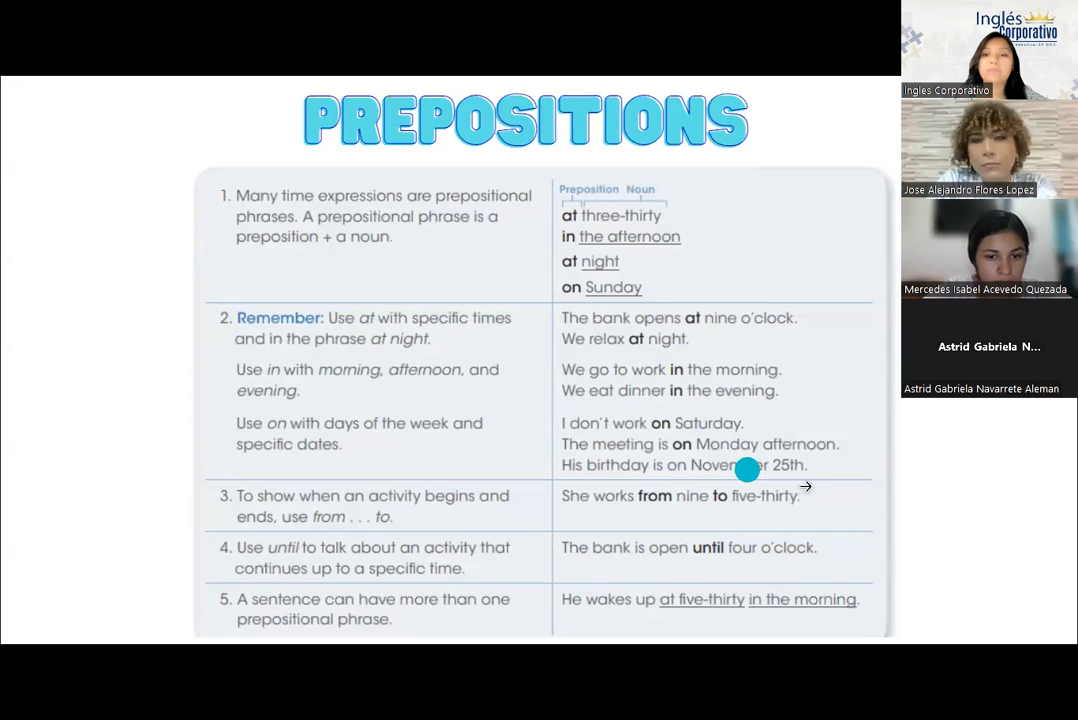 PREPOSITIONS
1. Many time expressions are prepositional
phrases. A prepositional phrase is a
preposition + a noun.
Preposition Noun
at three-thirty
in the afternoon
at night
on Sunday
2. Remember: Use at with specific times
and in the phrase at night.
Use in with morning, afternoon, and
evening.
Use on with days of the week and
specific dates.
The bank opens at nine o'clock.
We relax at night.
We go to work in the morning.
We eat dinner in the evening.
I don't work on Saturday.
The meeting is on Monday afternoon.
His birthday is on November 25th.
3. To show when an activity begins and
ends, use from . . . to.
She works from nine to five-thirty.
4. Use until to talk about an activity that
continues up to a specific time.
The bank is open until four o'clock.
5. A sentence can have more than one
prepositional phrase.
He wakes up at five-thirty in the morning.
Inglés
Corporativo
Ingles Corporativo
Jose Alejandro Flores Lopez
Mercedes Isabel Acevedo Quezada
Astrid Gabriela N...
Astrid Gabriela Navarrete Aleman